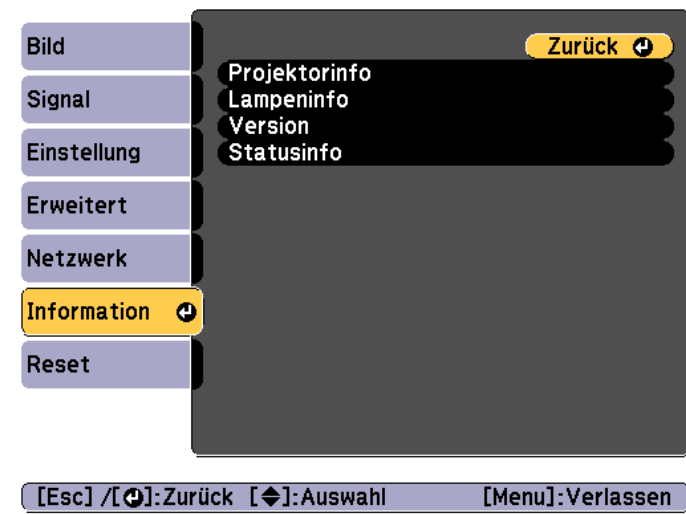 Bild
Signal
Einstellung
Erweitert
Netzwerk
Information
Reset
Zurück
Projektorinfo
Lampeninfo
Version
Statusinfo
[Esc] /[⏎]:Zurück [◆]:Auswahl [Menu]:Verlassen